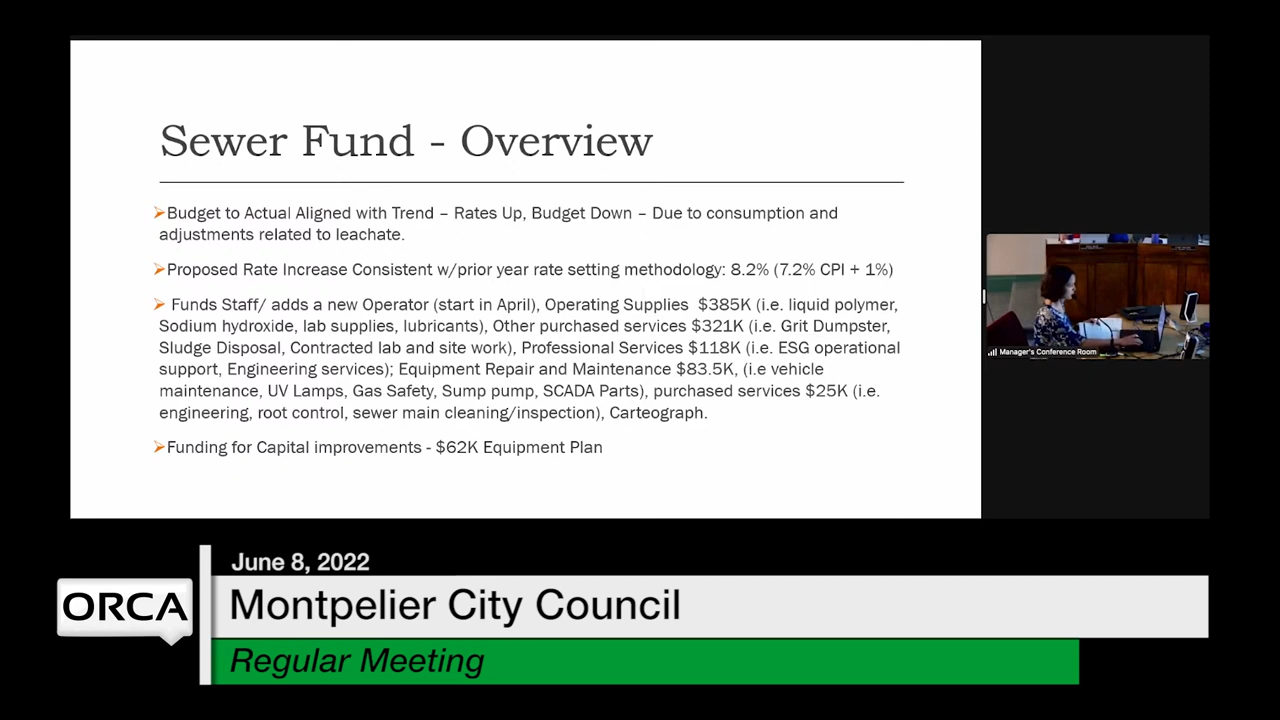 Sewer Fund - Overview
➢Budget to Actual Aligned with Trend – Rates Up, Budget Down – Due to consumption and
adjustments related to leachate.
➢Proposed Rate Increase Consistent w/prior year rate setting methodology: 8.2% (7.2% CPI + 1%)
➢ Funds Staff/ adds a new Operator (start in April), Operating Supplies $385K (i.e. liquid polymer,
Sodium hydroxide, lab supplies, lubricants), Other purchased services $321K (i.e. Grit Dumpster,
Sludge Disposal, Contracted lab and site work), Professional Services $118K (i.e. ESG operational
support, Engineering services); Equipment Repair and Maintenance $83.5K, (i.e vehicle
maintenance, UV Lamps, Gas Safety, Sump pump, SCADA Parts), purchased services $25K (i.e.
engineering, root control, sewer main cleaning/inspection), Carteograph.
➢Funding for Capital improvements - $62K Equipment Plan
Manager's Conference Room
June 8, 2022
ORCA
Montpelier City Council
Regular Meeting